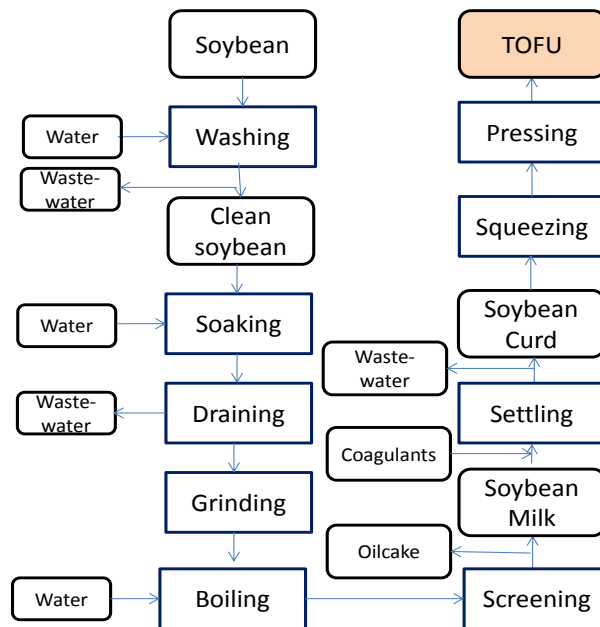 Soybean
Water
Washing
Waste-
water
Clean
soybean
Water
Soaking
Waste-
water
Draining
Grinding
Water
Boiling
TOFU
Pressing
Squeezing
Soybean
Curd
Waste-
water
Settling
Coagulants
Soybean
Milk
Oilcake
Screening